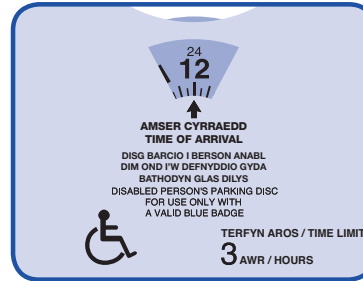 24
12
AMSER CYRRAEDD
TIME OF ARRIVAL
DISG BARCIO I BERSON ANABL
DIM OND I'W DEFNYDDIO GYDA
BATHODYN GLAS DILYS
DISABLED PERSON'S PARKING DISC
FOR USE ONLY WITH
A VALID BLUE BADGE
TERFYN AROS / TIME LIMIT
3 AWR / HOURS